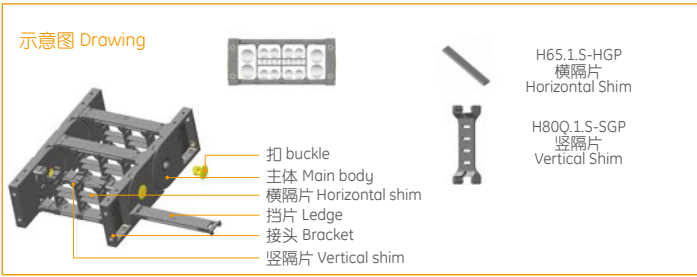 示意图 Drawing
H65.1.S-HGP
横隔片
Horizontal Shim
H80Q.1.S-SGP
竖隔片
Vertical Shim
扣 buckle
主体 Main body
横隔片 Horizontal shim
挡片 Ledge
接头 Bracket
竖隔片 Vertical shim